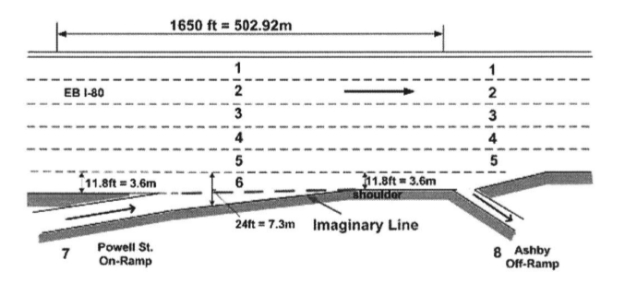 1650 ft = 502.92m
1 1
EB I-80 2 2
3 3
4 4
5 5
11.8ft = 3.6m 6 11.8ft = 3.6m
shouldor
24ft = 7.3m Imaginary Line
7 Powell St.
On-Ramp
8 Ashby
Off-Ramp